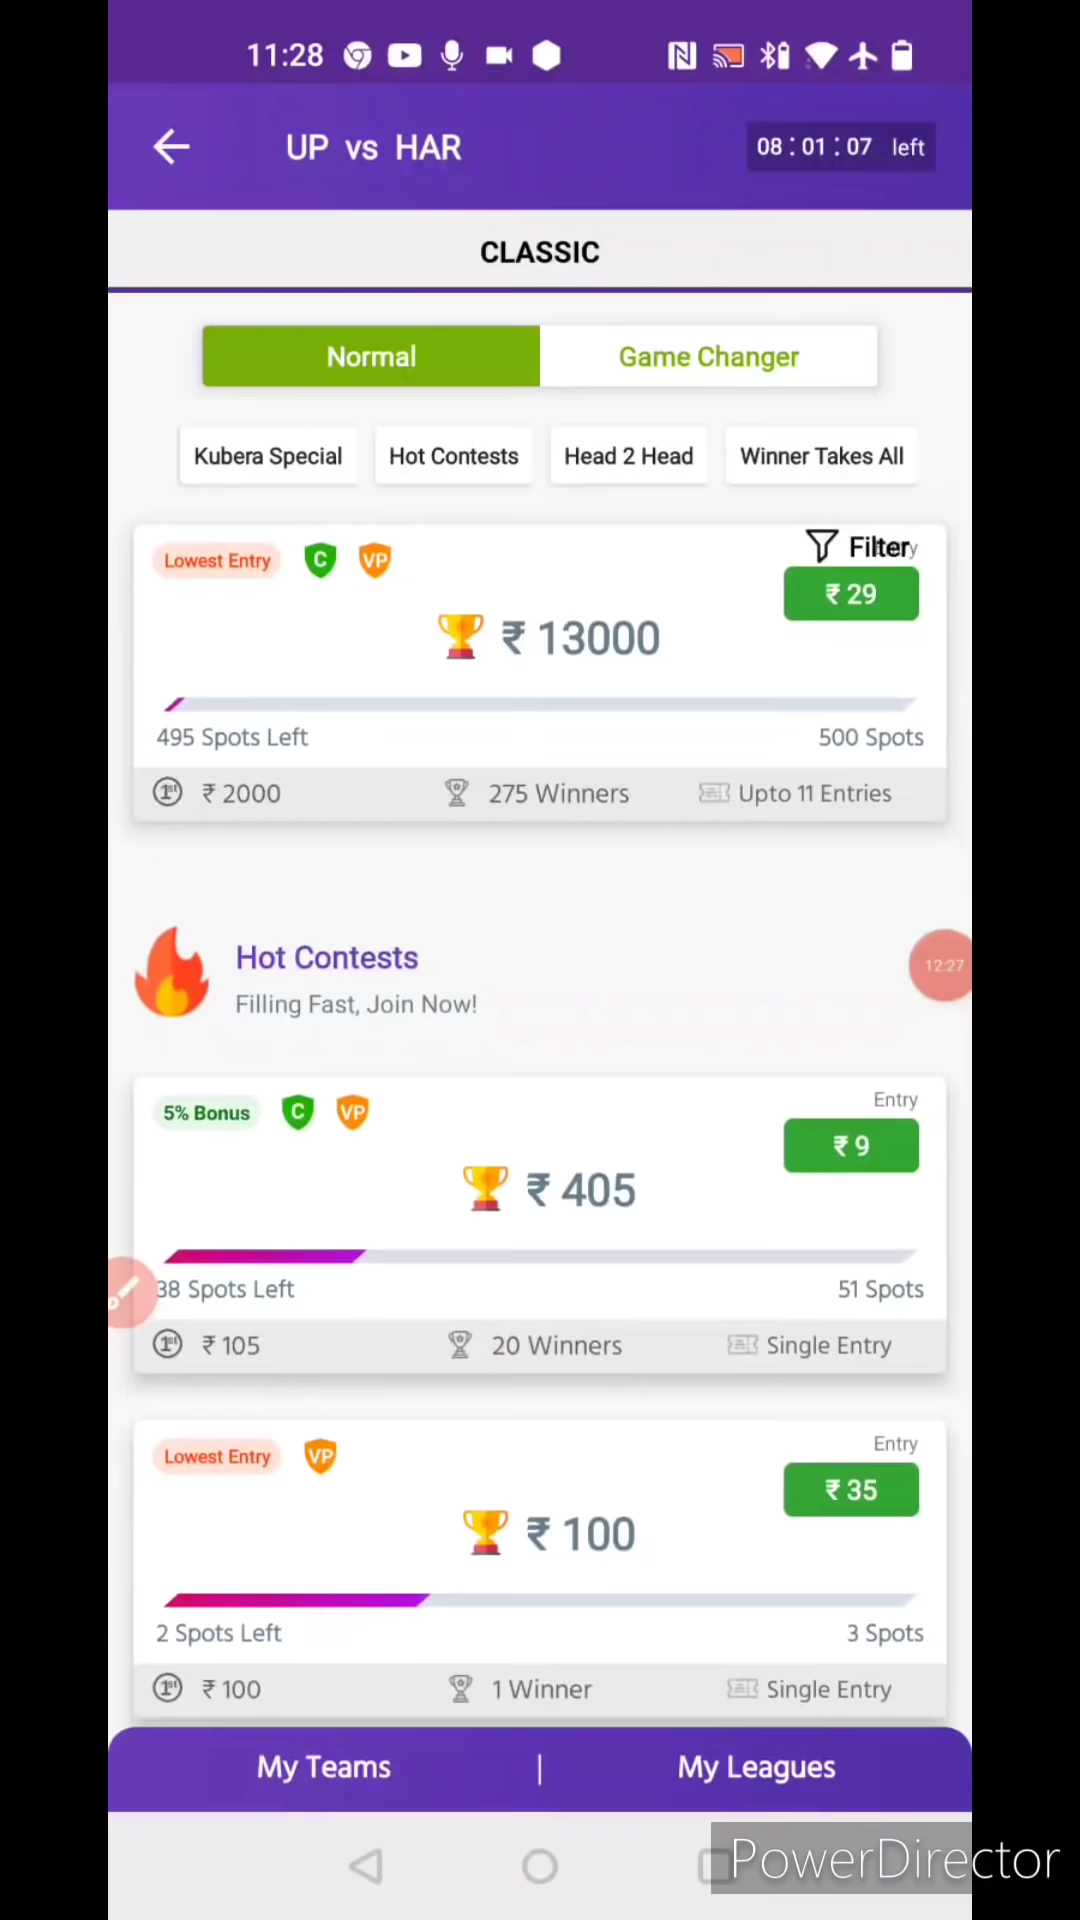 11:28
UP vs HAR
08 : 01 : 07 left
CLASSIC
Normal
Game Changer
Kubera Special
Hot Contests
Head 2 Head
Winner Takes All
Lowest Entry
C
VP
Filter
₹ 29
₹ 13000
495 Spots Left
500 Spots
1st
₹ 2000
275 Winners
Upto 11 Entries
Hot Contests
Filling Fast, Join Now!
12:27
5% Bonus
C
VP
Entry
₹ 9
₹ 405
38 Spots Left
51 Spots
1st
₹ 105
20 Winners
Single Entry
Lowest Entry
VP
Entry
₹ 35
₹ 100
2 Spots Left
3 Spots
1st
₹ 100
1 Winner
Single Entry
My Teams
|
My Leagues
PowerDirector